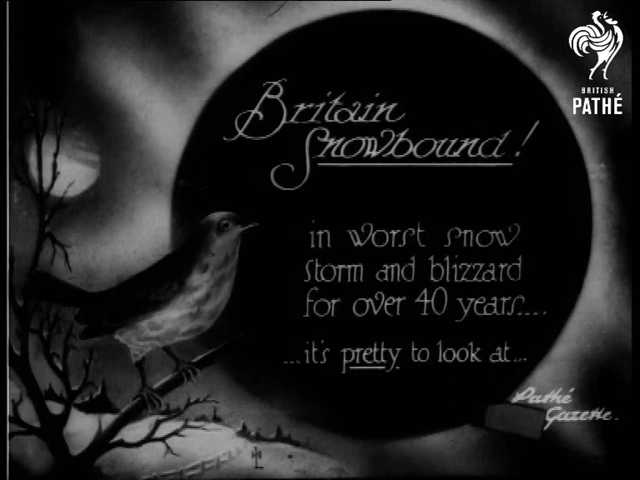 BRITISH
PATHÉ
Britain
Snowbound!
in worst snow
storm and blizzard
for over 40 years....
...it's pretty to look at...
Pathé
Gazette.